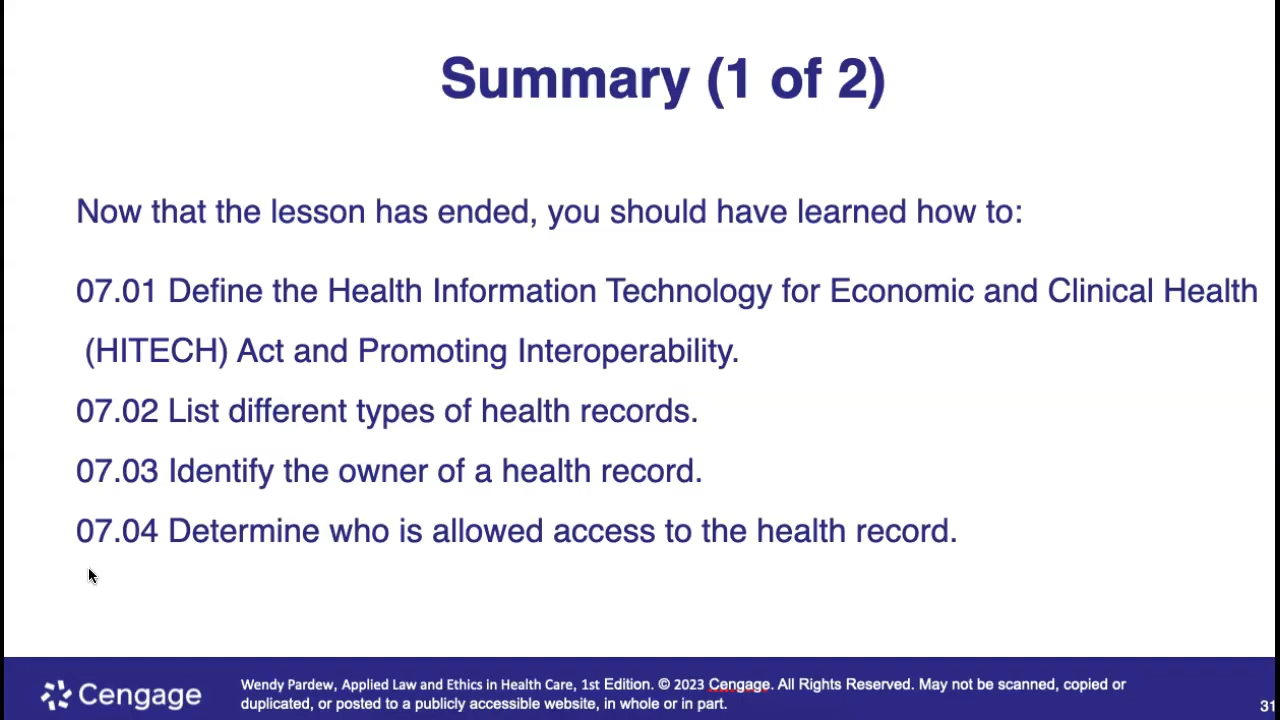 Summary (1 of 2)
Now that the lesson has ended, you should have learned how to:
07.01 Define the Health Information Technology for Economic and Clinical Health
(HITECH) Act and Promoting Interoperability.
07.02 List different types of health records.
07.03 Identify the owner of a health record.
07.04 Determine who is allowed access to the health record.
Cengage
Wendy Pardew, Applied Law and Ethics in Health Care, 1st Edition. © 2023 Cengage. All Rights Reserved. May not be scanned, copied or
duplicated, or posted to a publicly accessible website, in whole or in part.
31